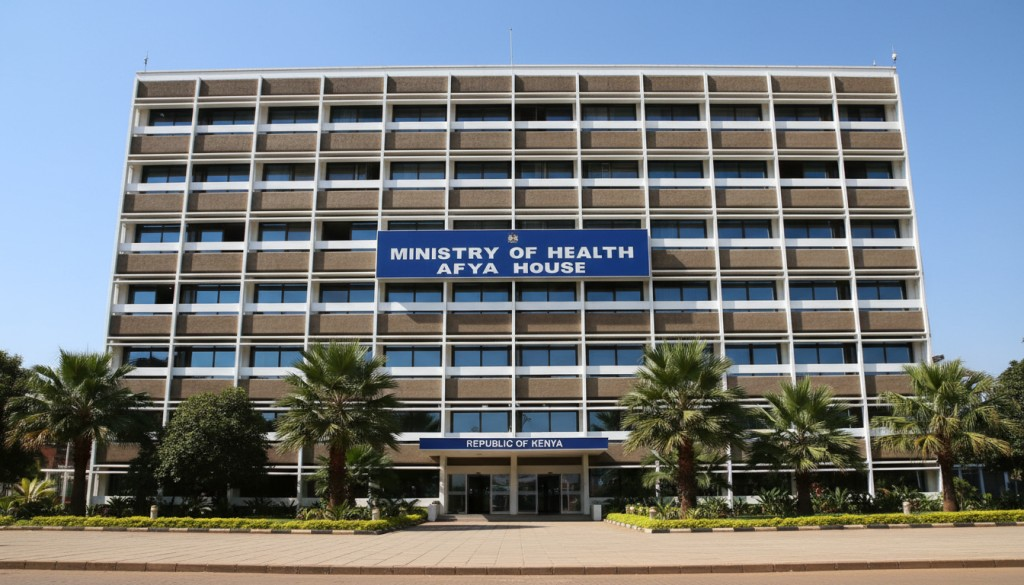 MINISTRY OF HEALTH
AFYA HOUSE
REPUBLIC OF KENYA